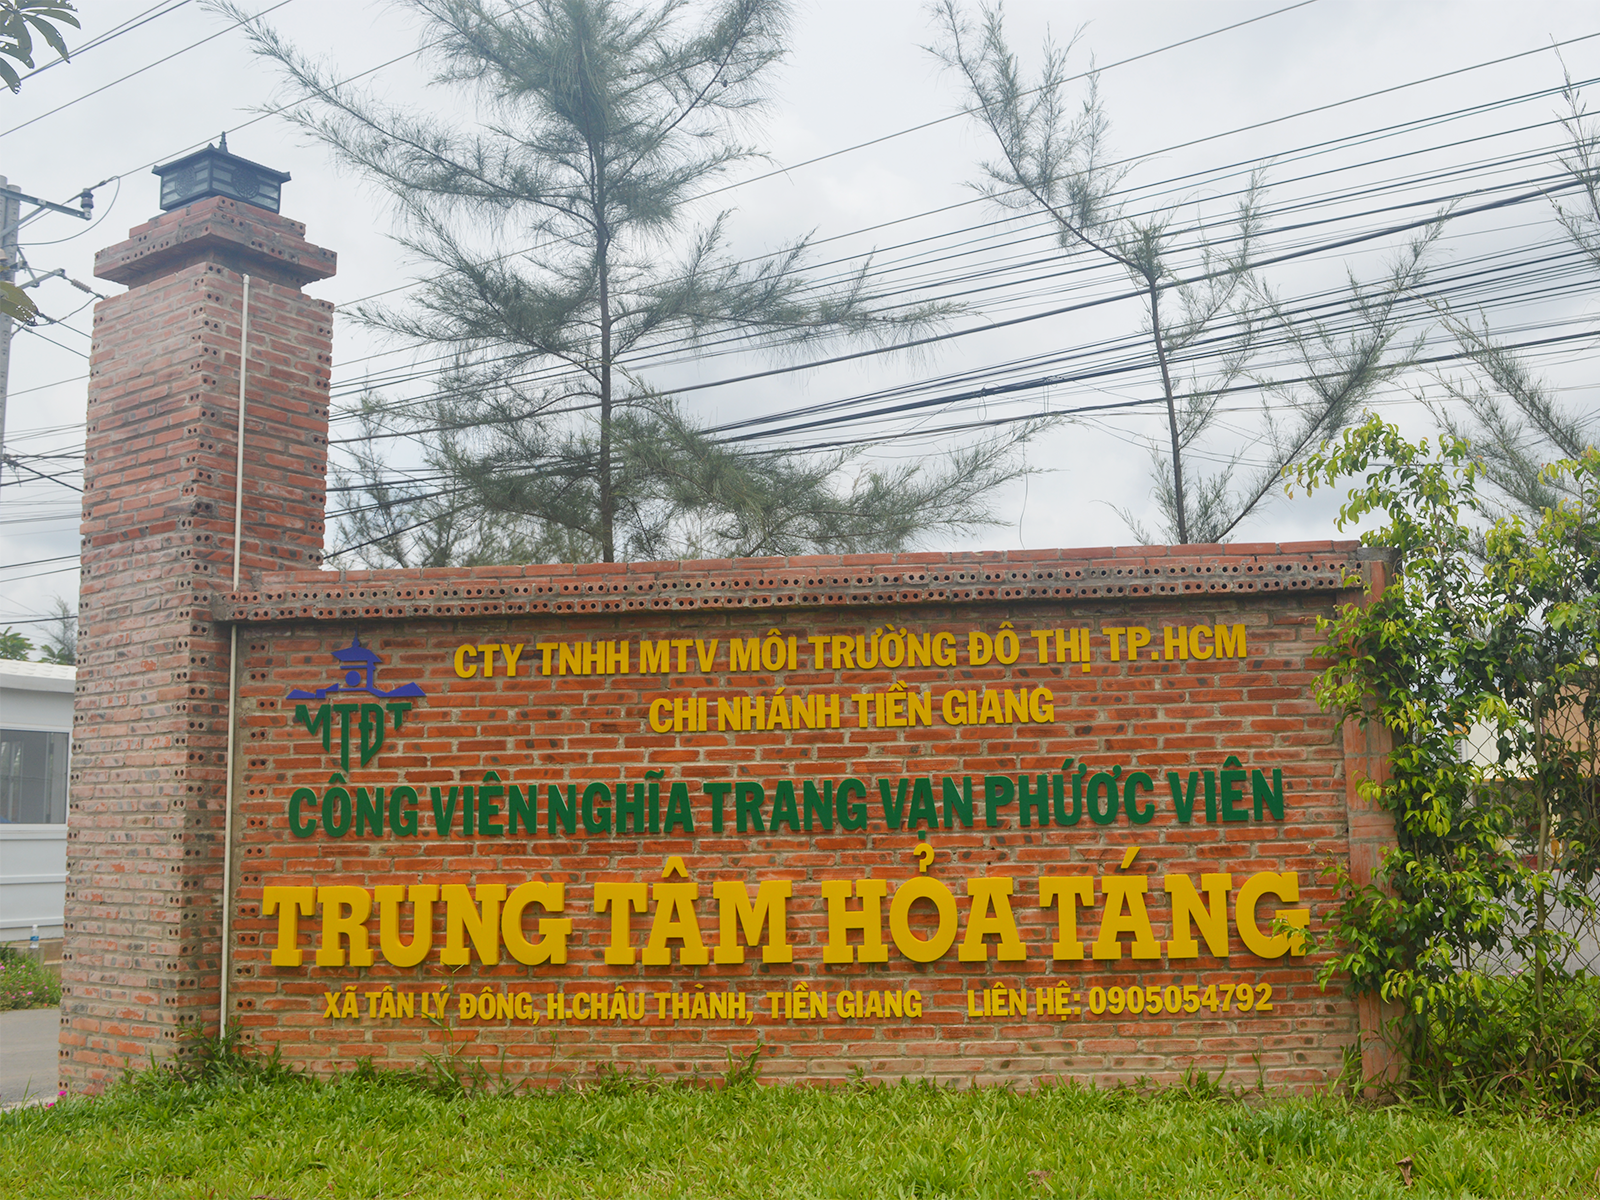 CTY TNHH MTV MÔI TRƯỜNG ĐÔ THỊ TP.HCM
CHI NHÁNH TIỀN GIANG
MTĐT
CÔNG VIÊN NGHĨA TRANG VẠN PHƯỚC VIÊN
TRUNG TÂM HỎA TÁNG
XÃ TÂN LÝ ĐÔNG, H.CHÂU THÀNH, TIỀN GIANG LIÊN HỆ: 0905054792